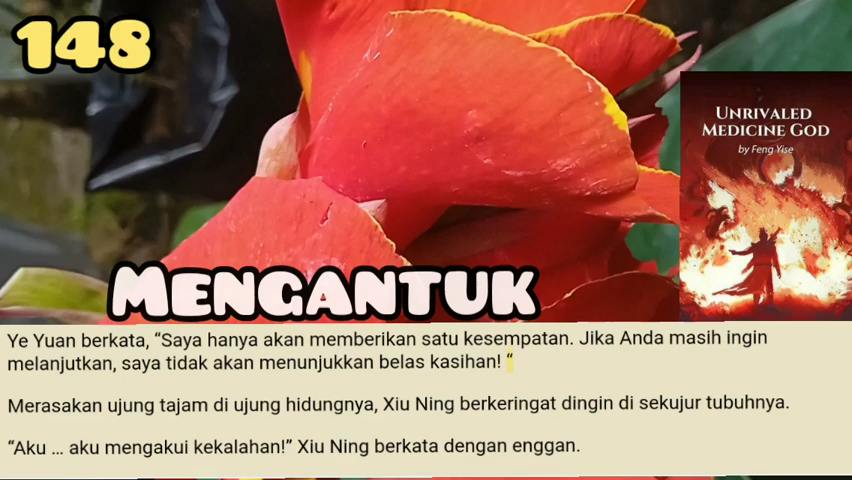 148
UNRIVALED
MEDICINE GOD
by Feng Yise
MENGANTUK
Ye Yuan berkata, “Saya hanya akan memberikan satu kesempatan. Jika Anda masih ingin
melanjutkan, saya tidak akan menunjukkan belas kasihan! “
Merasakan ujung tajam di ujung hidungnya, Xiu Ning berkeringat dingin di sekujur tubuhnya.
“Aku ... aku mengakui kekalahan!” Xiu Ning berkata dengan enggan.